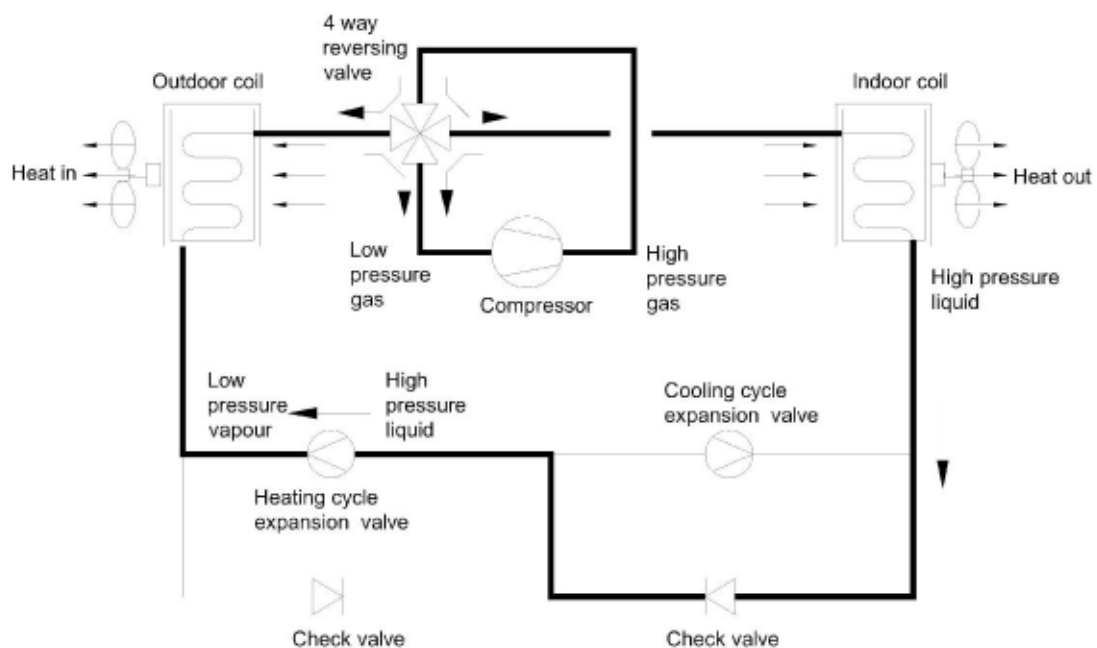 4 way
reversing
valve
Outdoor coil
Indoor coil
Heat in
Heat out
Low
pressure
gas
Compressor
High
pressure
gas
High pressure
liquid
Low
pressure
vapour
High
pressure
liquid
Cooling cycle
expansion valve
Heating cycle
expansion valve
Check valve
Check valve